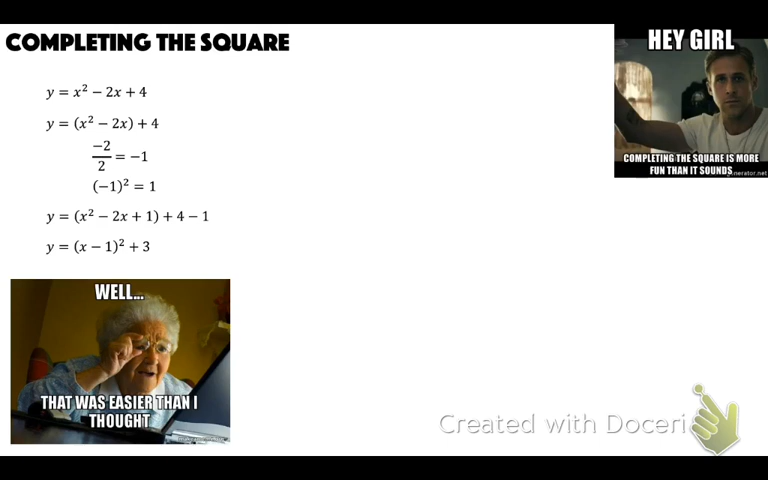 COMPLETING THE SQUARE
y = x² − 2x + 4
y = (x² − 2x) + 4
−2/2 = −1
(−1)² = 1
y = (x² − 2x + 1) + 4 − 1
y = (x − 1)² + 3
HEY GIRL
COMPLETING THE SQUARE IS MORE
FUN THAN IT SOUNDS
WELL...
THAT WAS EASIER THAN I
THOUGHT
Created with Doceri